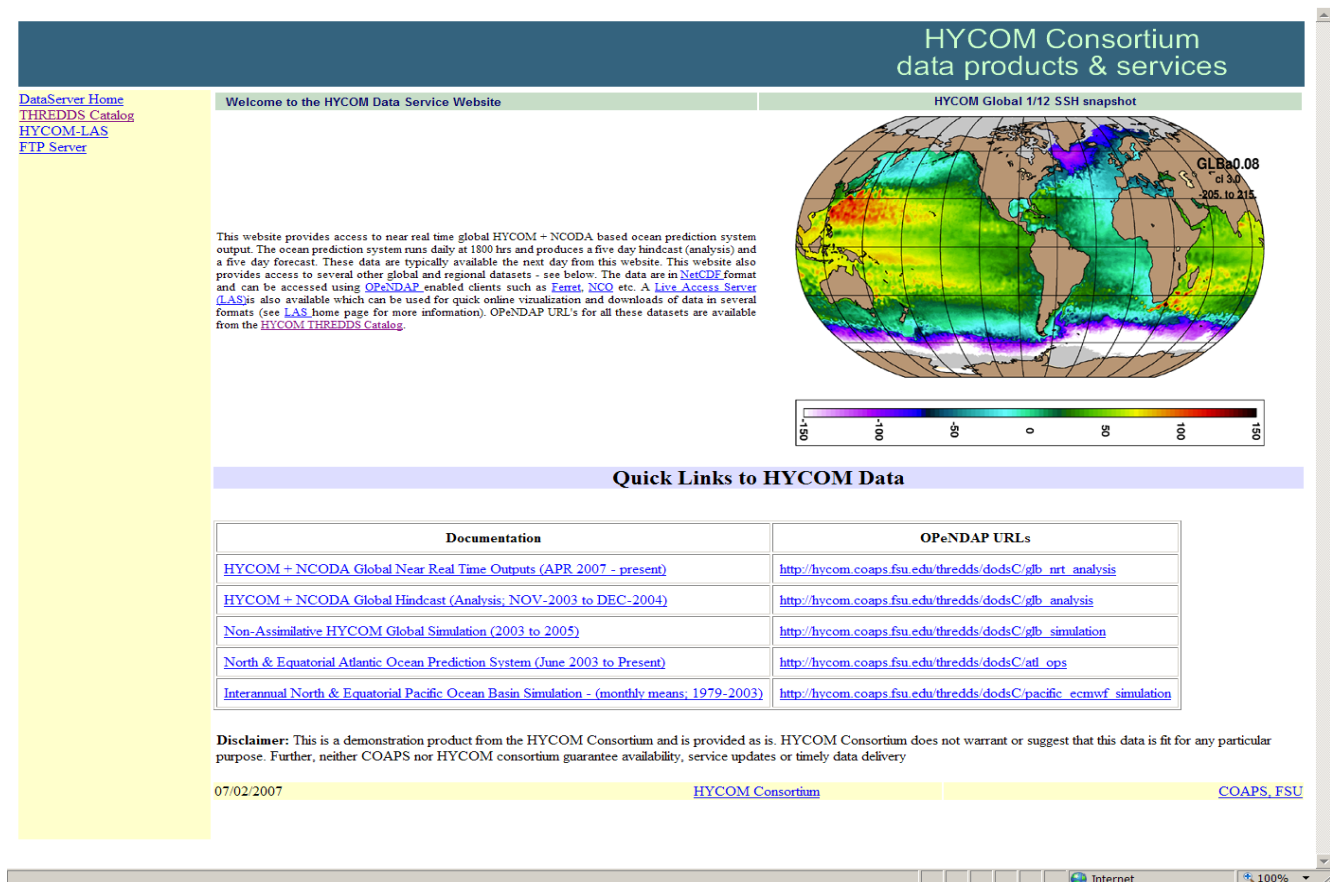 HYCOM Consortium
data products & services
DataServer Home
THREDDS Catalog
HYCOM-LAS
FTP Server
Welcome to the HYCOM Data Service Website
HYCOM Global 1/12 SSH snapshot
This website provides access to near real time global HYCOM + NCODA based ocean prediction system
output. The ocean prediction system runs daily at 1800 hrs and produces a five day hindcast (analysis) and
a five day forecast. These data are typically available the next day from this website. This website also
provides access to several other global and regional datasets - see below. The data are in NetCDF format
and can be accessed using OPeNDAP enabled clients such as Ferret, NCO etc. A Live Access Server
(LAS)is also available which can be used for quick online vizualization and downloads of data in several
formats (see LAS home page for more information). OPeNDAP URL's for all these datasets are available
from the HYCOM THREDDS Catalog.
GLBa0.08
ci 3.0
-205. to 215.
-150 -100 -50 0 50 100 150
Quick Links to HYCOM Data
Documentation OPeNDAP URLs
HYCOM + NCODA Global Near Real Time Outputs (APR 2007 - present) http://hycom.coaps.fsu.edu/thredds/dodsC/glb_nrt_analysis
HYCOM + NCODA Global Hindcast (Analysis; NOV-2003 to DEC-2004) http://hycom.coaps.fsu.edu/thredds/dodsC/glb_analysis
Non-Assimilative HYCOM Global Simulation (2003 to 2005) http://hycom.coaps.fsu.edu/thredds/dodsC/glb_simulation
North & Equatorial Atlantic Ocean Prediction System (June 2003 to Present) http://hycom.coaps.fsu.edu/thredds/dodsC/atl_ops
Interannual North & Equatorial Pacific Ocean Basin Simulation - (monthly means; 1979-2003) http://hycom.coaps.fsu.edu/thredds/dodsC/pacific_ecmwf_simulation
Disclaimer: This is a demonstration product from the HYCOM Consortium and is provided as is. HYCOM Consortium does not warrant or suggest that this data is fit for any particular
purpose. Further, neither COAPS nor HYCOM consortium guarantee availability, service updates or timely data delivery
07/02/2007 HYCOM Consortium COAPS, FSU
Internet 100%